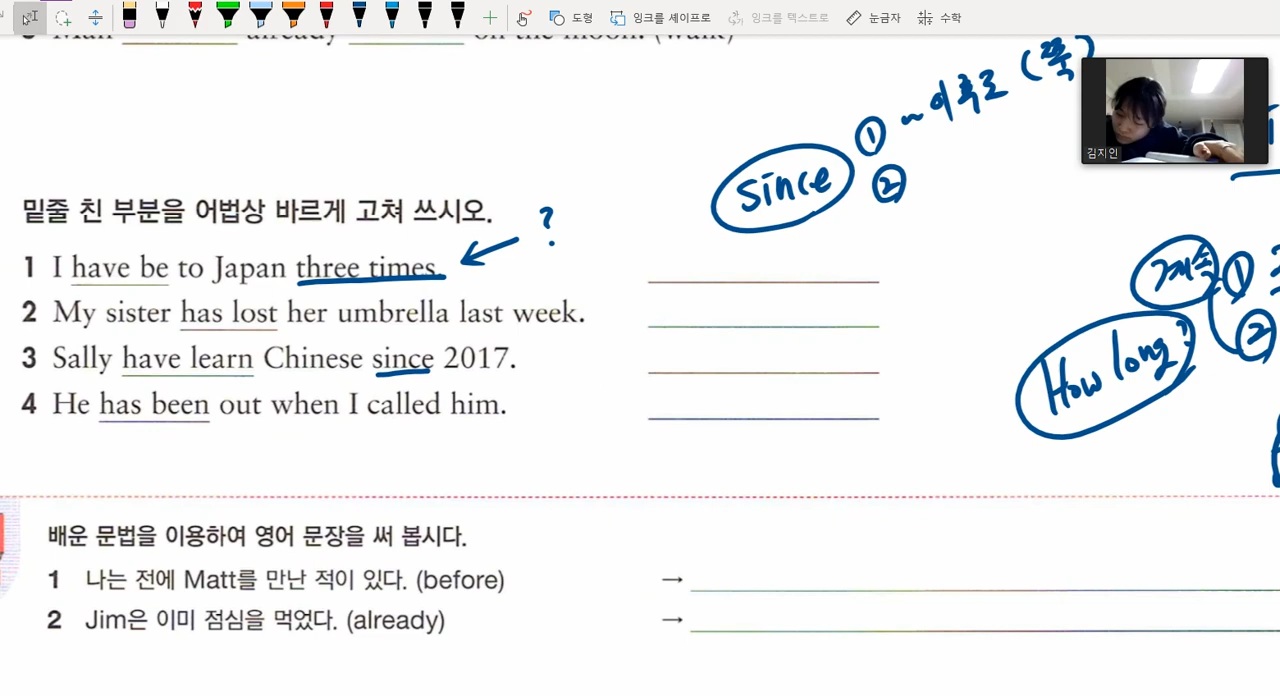 도형
잉크를 셰이프로
잉크를 텍스트로
눈금자
수학
already on the moon. (walk)
since
① ~이후로 (쭉)
②
김지인
밑줄 친 부분을 어법상 바르게 고쳐 쓰시오.
?
1 I have be to Japan three times.
2 My sister has lost her umbrella last week.
3 Sally have learn Chinese since 2017.
4 He has been out when I called him.
계속 ①
②
How long?
배운 문법을 이용하여 영어 문장을 써 봅시다.
1 나는 전에 Matt를 만난 적이 있다. (before) →
2 Jim은 이미 점심을 먹었다. (already) →